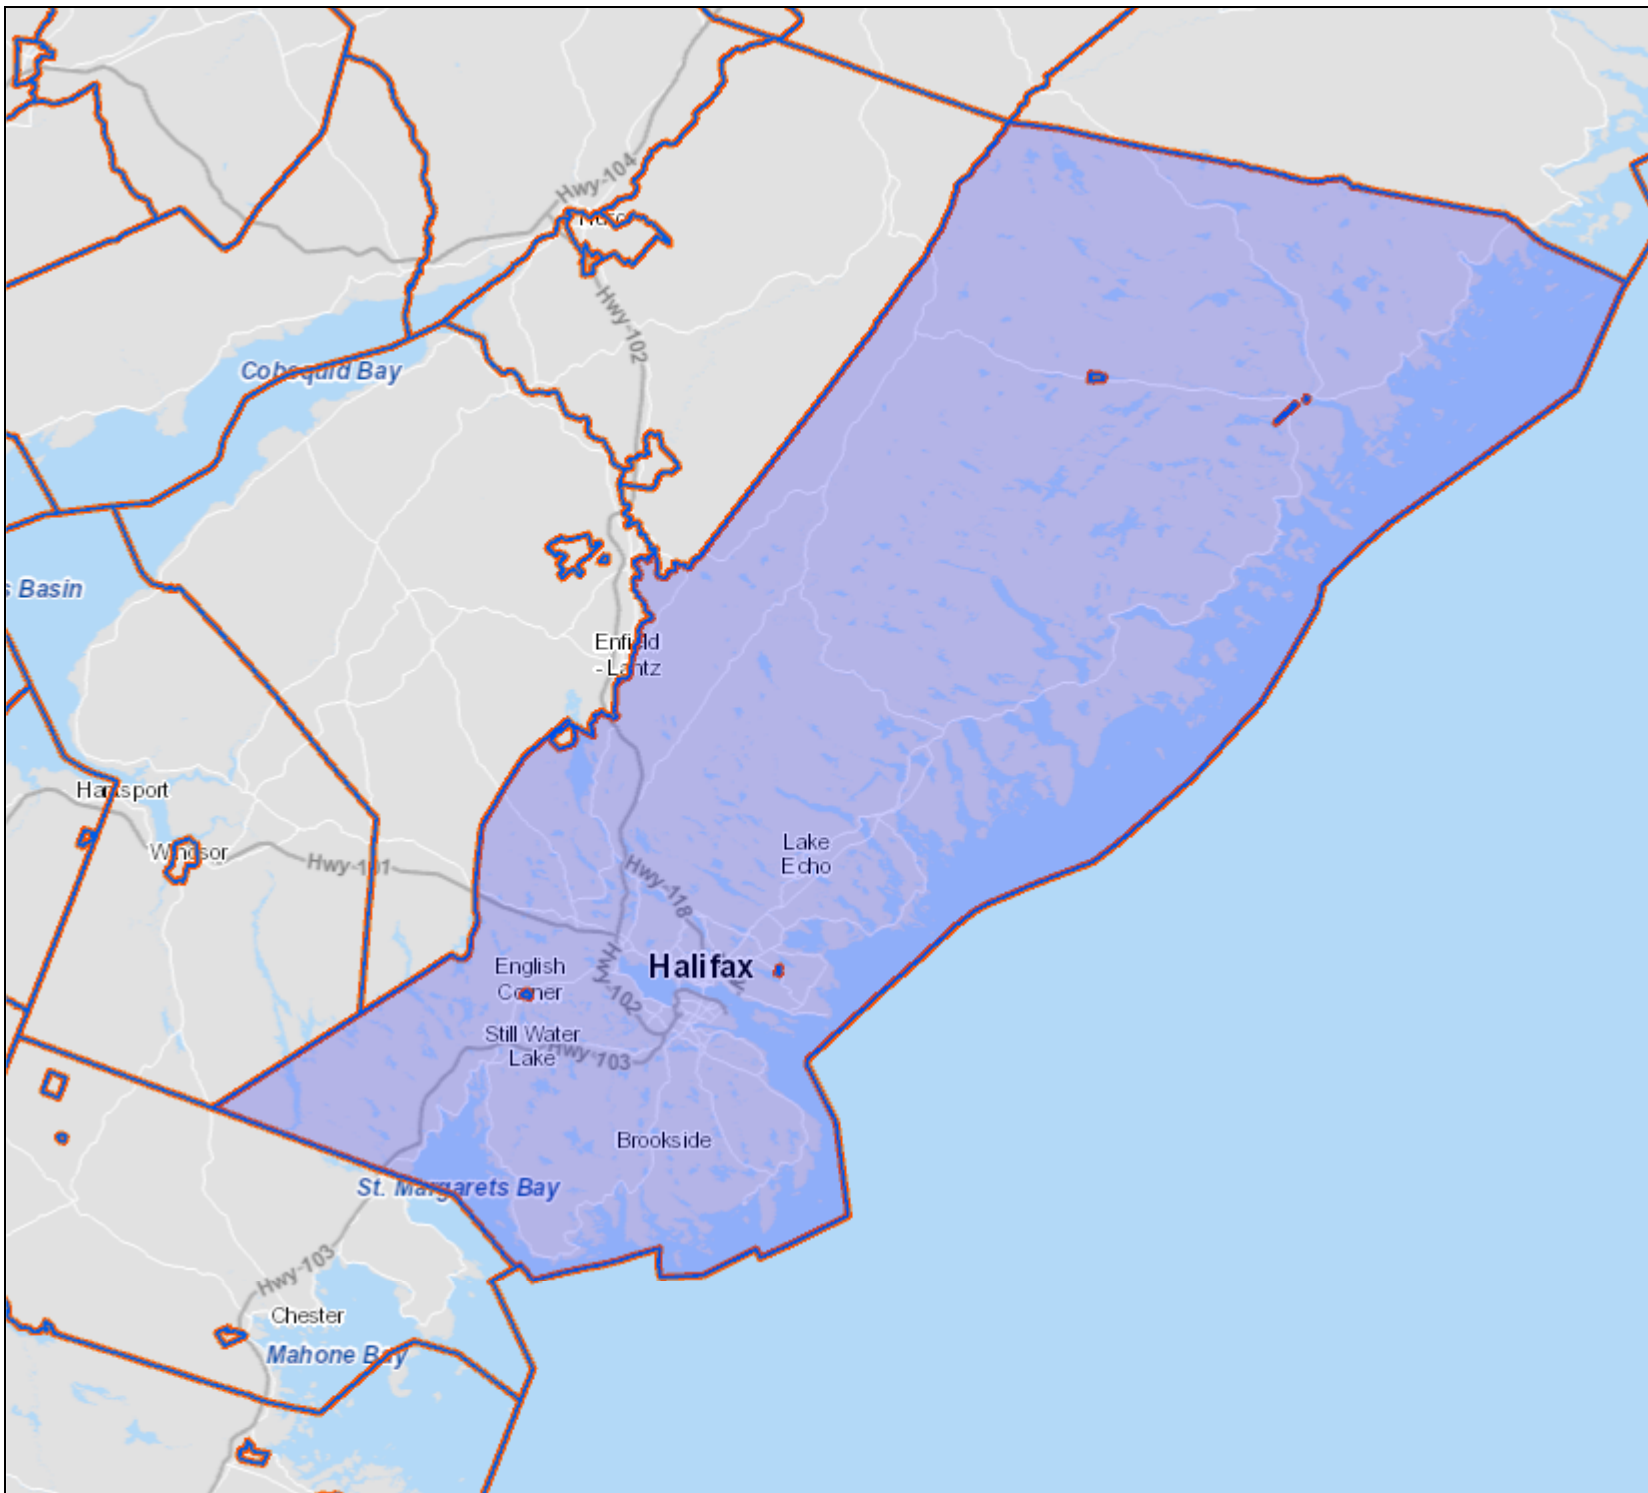 Hwy-104
Hwy-102
Cobequid Bay
s Basin
Enfield
- Lantz
Hantsport
Windsor
Hwy-101
Lake
Echo
Hwy-118
English
Corner
Halifax
Hwy-102
Still Water
Lake
Hwy-103
Brookside
St. Margarets Bay
Hwy-103
Chester
Mahone Bay